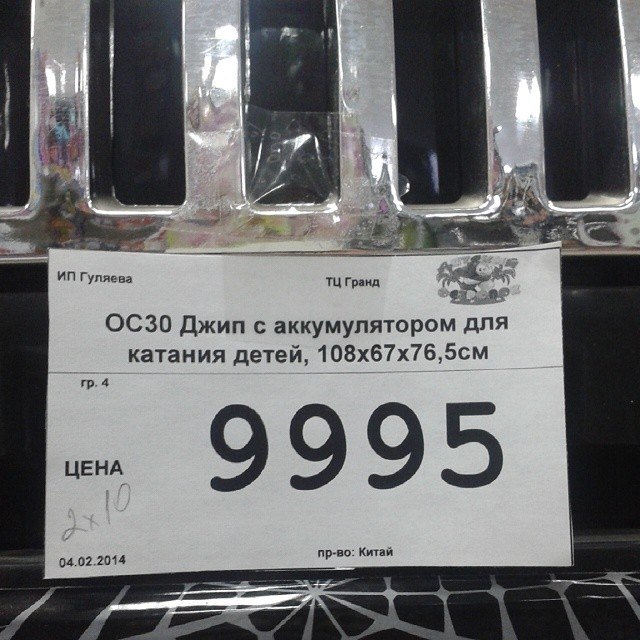 ИП Гуляева ТЦ Гранд
ОС30 Джип с аккумулятором для
катания детей, 108х67х76,5см
гр. 4
9995
ЦЕНА
2х10
04.02.2014 пр-во: Китай